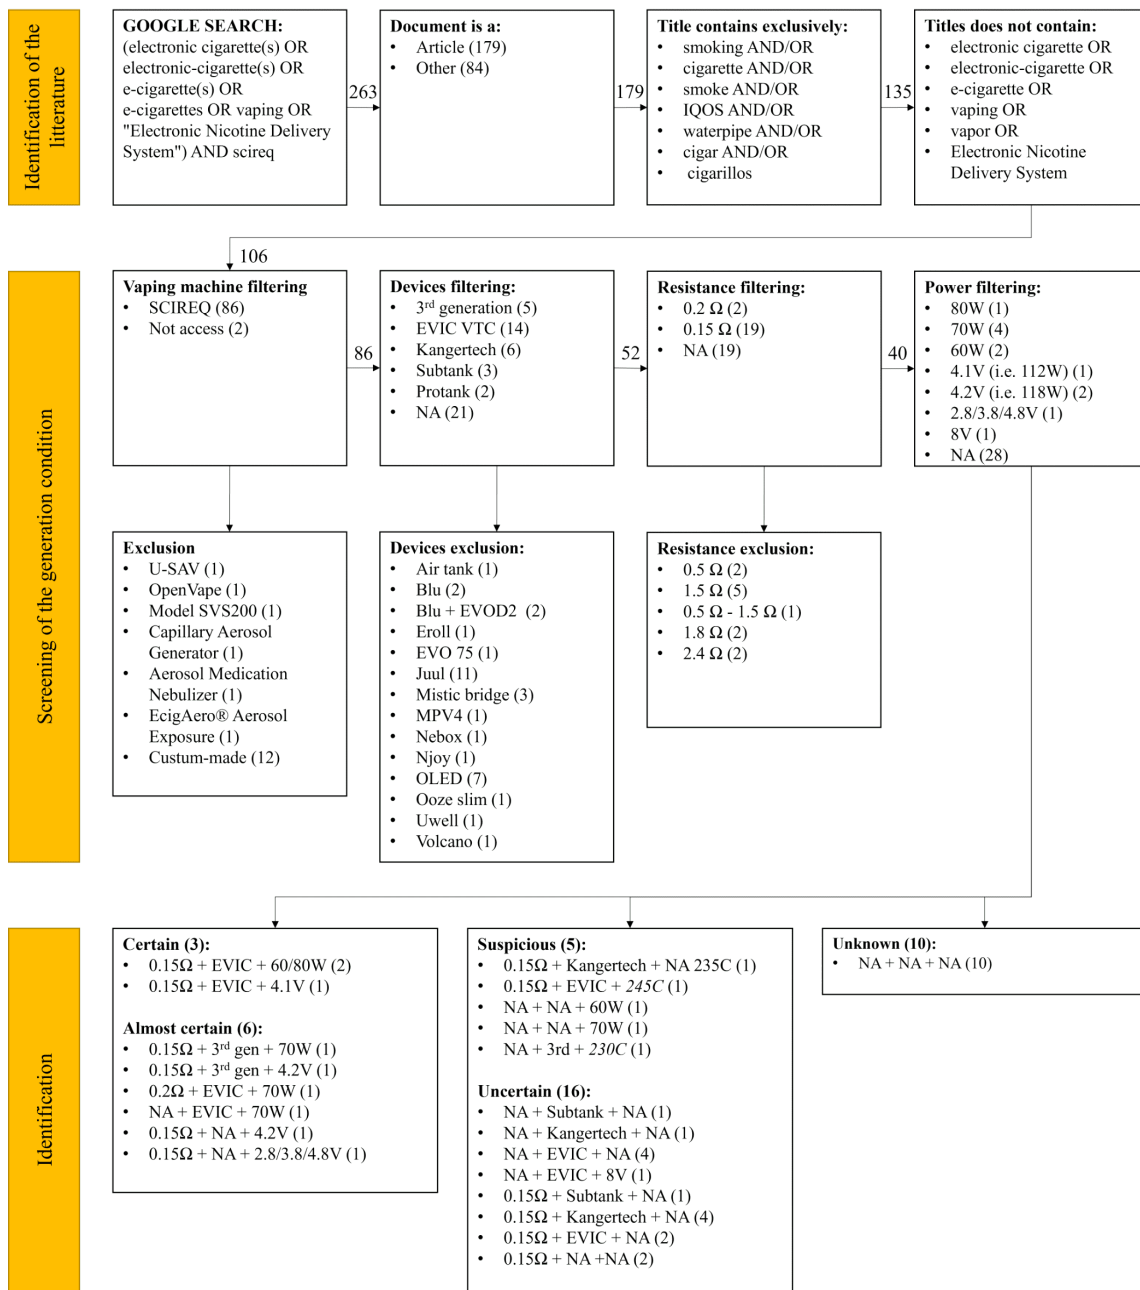 Identification of the
litterature
GOOGLE SEARCH:
(electronic cigarette(s) OR
electronic-cigarette(s) OR
e-cigarette(s) OR
e-cigarettes OR vaping OR
"Electronic Nicotine Delivery
System") AND scireq
263
Document is a:
• Article (179)
• Other (84)
179
Title contains exclusively:
• smoking AND/OR
• cigarette AND/OR
• smoke AND/OR
• IQOS AND/OR
• waterpipe AND/OR
• cigar AND/OR
• cigarillos
135
Titles does not contain:
• electronic cigarette OR
• electronic-cigarette OR
• e-cigarette OR
• vaping OR
• vapor OR
• Electronic Nicotine
Delivery System
106
Screening of the generation condition
Vaping machine filtering
• SCIREQ (86)
• Not access (2)
86
Devices filtering:
• 3rd generation (5)
• EVIC VTC (14)
• Kangertech (6)
• Subtank (3)
• Protank (2)
• NA (21)
52
Resistance filtering:
• 0.2 Ω (2)
• 0.15 Ω (19)
• NA (19)
40
Power filtering:
• 80W (1)
• 70W (4)
• 60W (2)
• 4.1V (i.e. 112W) (1)
• 4.2V (i.e. 118W) (2)
• 2.8/3.8/4.8V (1)
• 8V (1)
• NA (28)
Exclusion
• U-SAV (1)
• OpenVape (1)
• Model SVS200 (1)
• Capillary Aerosol
Generator (1)
• Aerosol Medication
Nebulizer (1)
• EcigAero® Aerosol
Exposure (1)
• Custum-made (12)
Devices exclusion:
• Air tank (1)
• Blu (2)
• Blu + EVOD2 (2)
• Eroll (1)
• EVO 75 (1)
• Juul (11)
• Mistic bridge (3)
• MPV4 (1)
• Nebox (1)
• Njoy (1)
• OLED (7)
• Ooze slim (1)
• Uwell (1)
• Volcano (1)
Resistance exclusion:
• 0.5 Ω (2)
• 1.5 Ω (5)
• 0.5 Ω - 1.5 Ω (1)
• 1.8 Ω (2)
• 2.4 Ω (2)
Identification
Certain (3):
• 0.15Ω + EVIC + 60/80W (2)
• 0.15Ω + EVIC + 4.1V (1)
Almost certain (6):
• 0.15Ω + 3rd gen + 70W (1)
• 0.15Ω + 3rd gen + 4.2V (1)
• 0.2Ω + EVIC + 70W (1)
• NA + EVIC + 70W (1)
• 0.15Ω + NA + 4.2V (1)
• 0.15Ω + NA + 2.8/3.8/4.8V (1)
Suspicious (5):
• 0.15Ω + Kangertech + NA 235C (1)
• 0.15Ω + EVIC + 245C (1)
• NA + NA + 60W (1)
• NA + NA + 70W (1)
• NA + 3rd + 230C (1)
Uncertain (16):
• NA + Subtank + NA (1)
• NA + Kangertech + NA (1)
• NA + EVIC + NA (4)
• NA + EVIC + 8V (1)
• 0.15Ω + Subtank + NA (1)
• 0.15Ω + Kangertech + NA (4)
• 0.15Ω + EVIC + NA (2)
• 0.15Ω + NA +NA (2)
Unknown (10):
• NA + NA + NA (10)